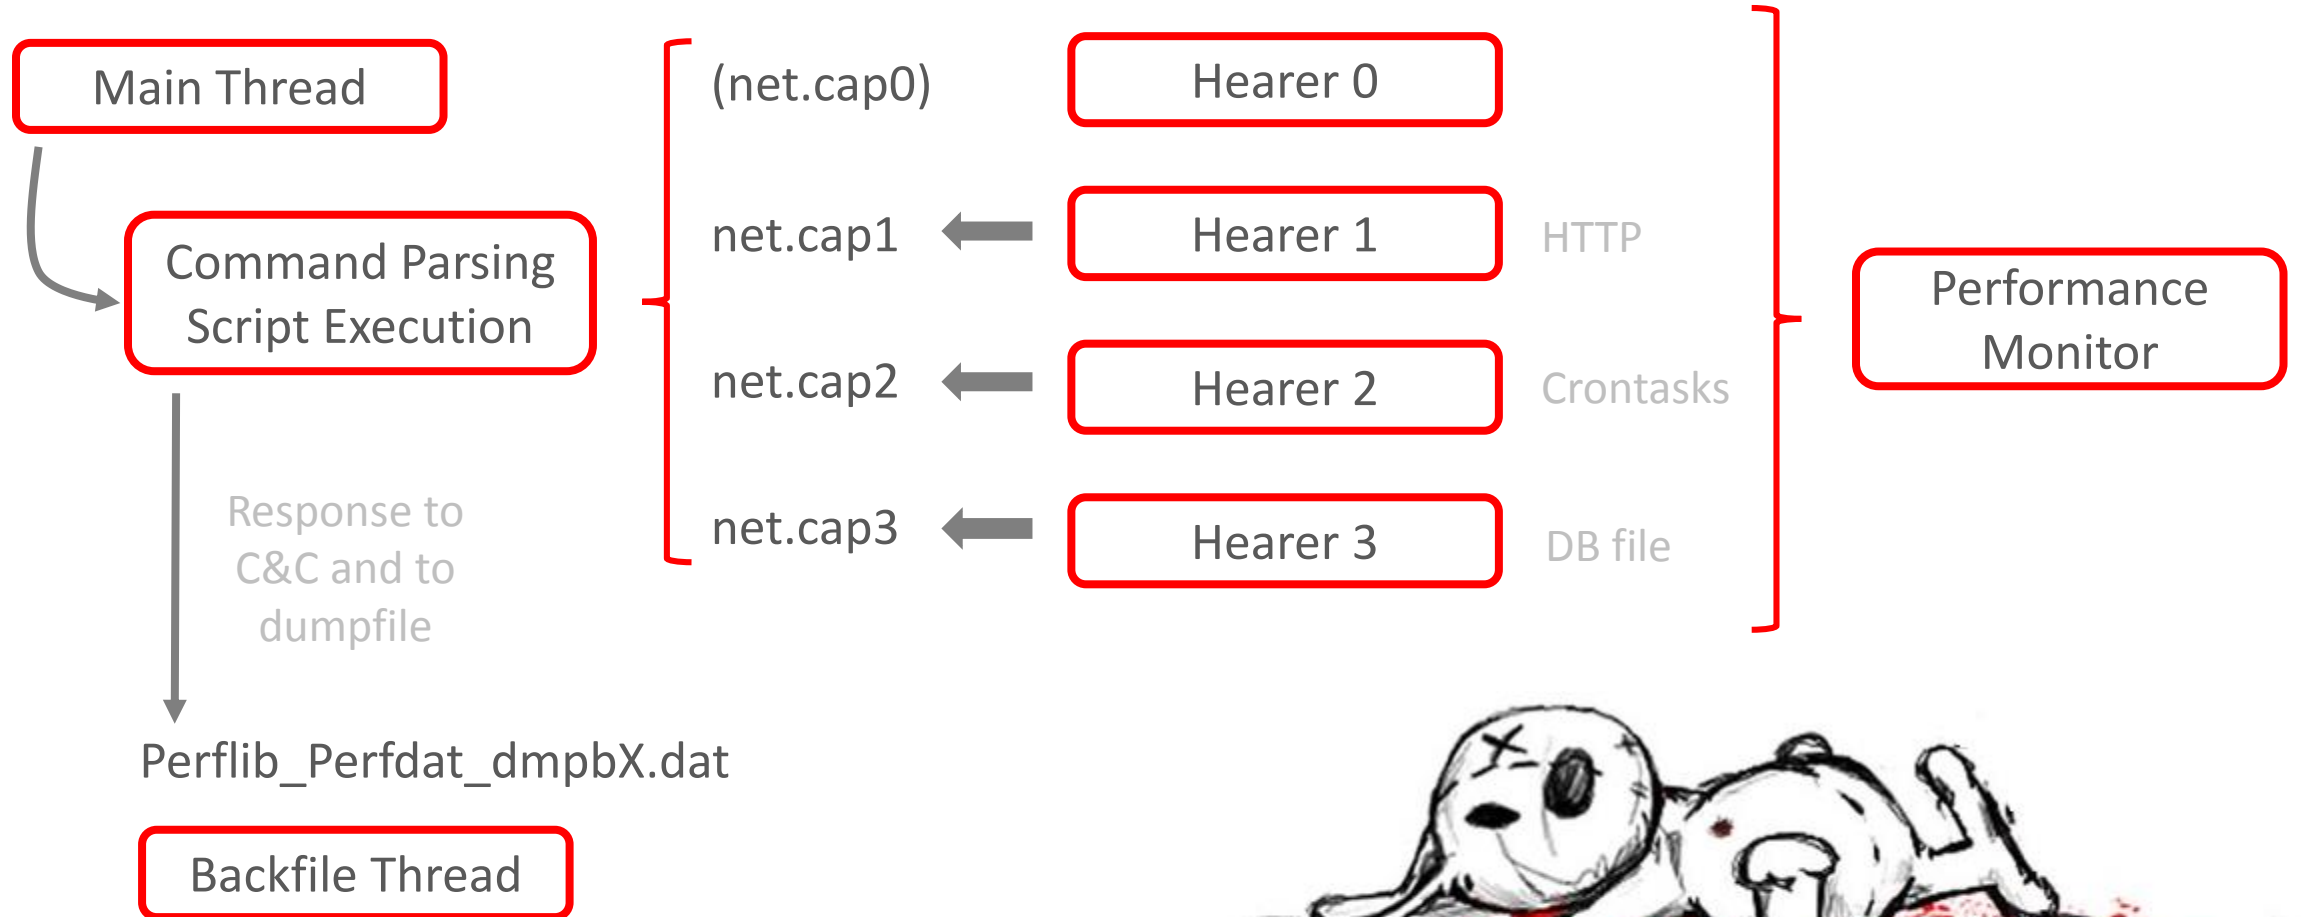 Main Thread
Command Parsing
Script Execution
Response to
C&C and to
dumpfile
Perflib_Perfdat_dmpbX.dat
Backfile Thread
(net.cap0)
Hearer 0
net.cap1
Hearer 1
HTTP
net.cap2
Hearer 2
Crontasks
net.cap3
Hearer 3
DB file
Performance
Monitor